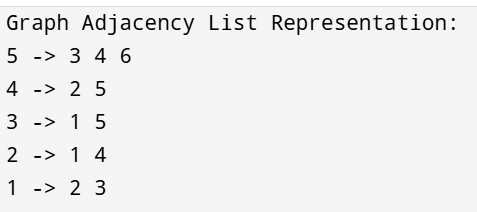 Graph Adjacency List Representation:
5 -> 3 4 6
4 -> 2 5
3 -> 1 5
2 -> 1 4
1 -> 2 3